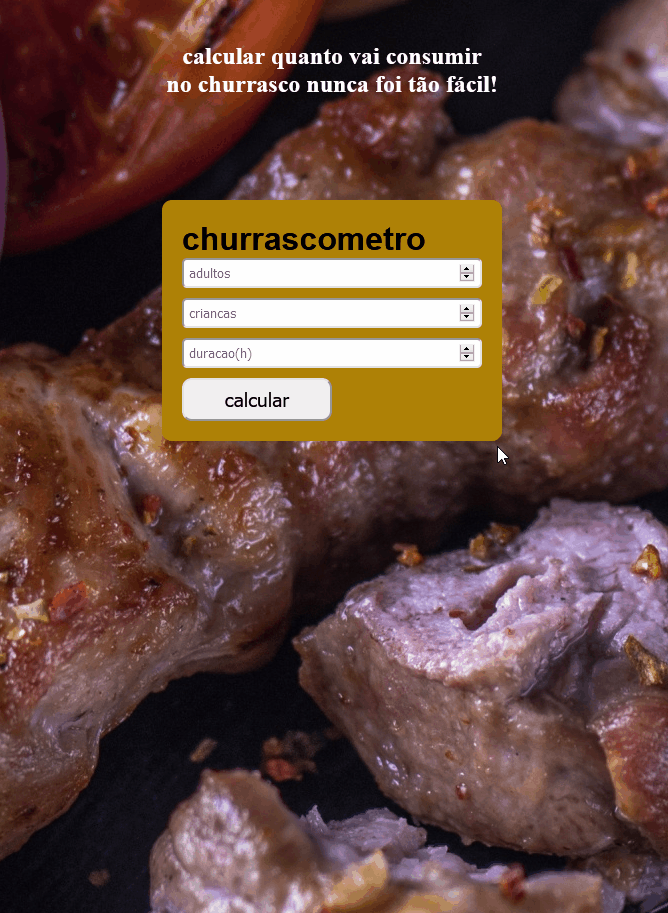 calcular quanto vai consumir
no churrasco nunca foi tão fácil!
churrascometro
adultos
criancas
duracao(h)
calcular